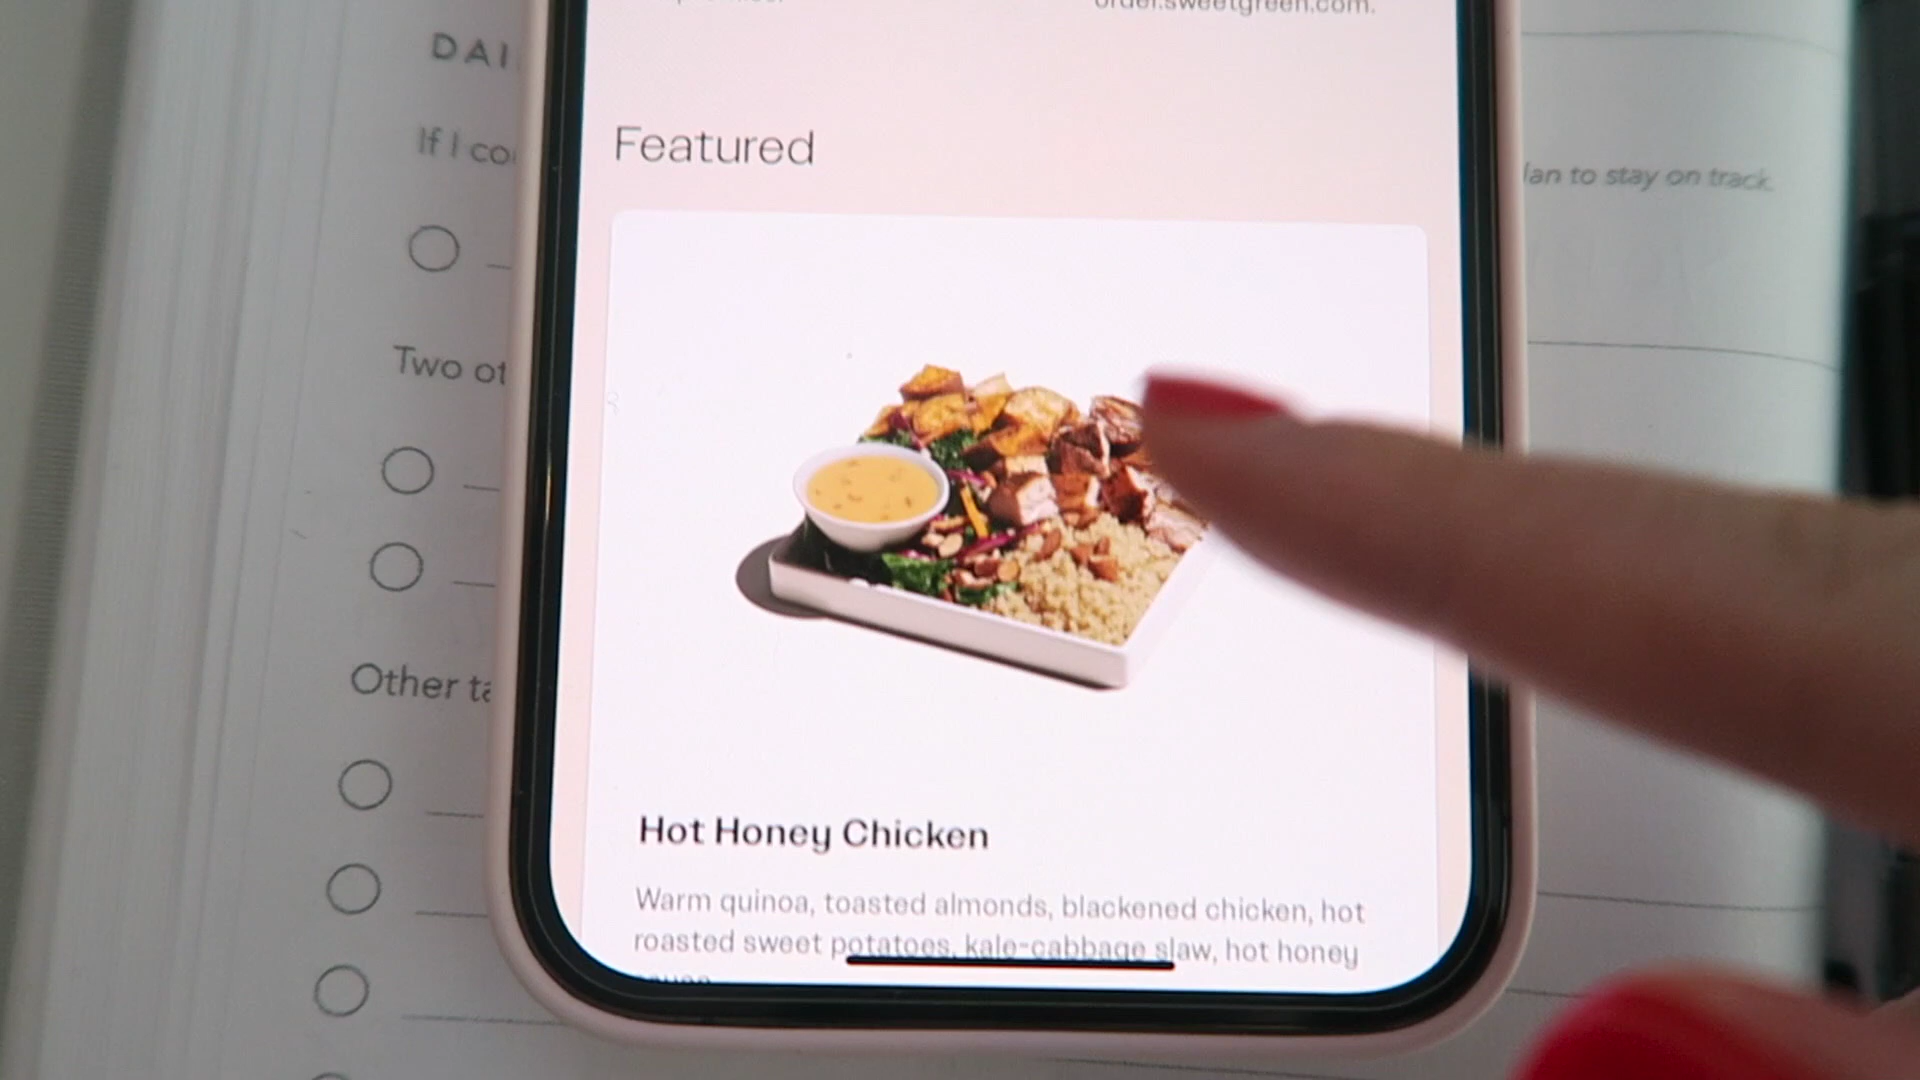 order.sweetgreen.com.
DAI
If I co
Featured
lan to stay on track.
Two ot
Other ta
Hot Honey Chicken
Warm quinoa, toasted almonds, blackened chicken, hot
roasted sweet potatoes, kale-cabbage slaw, hot honey